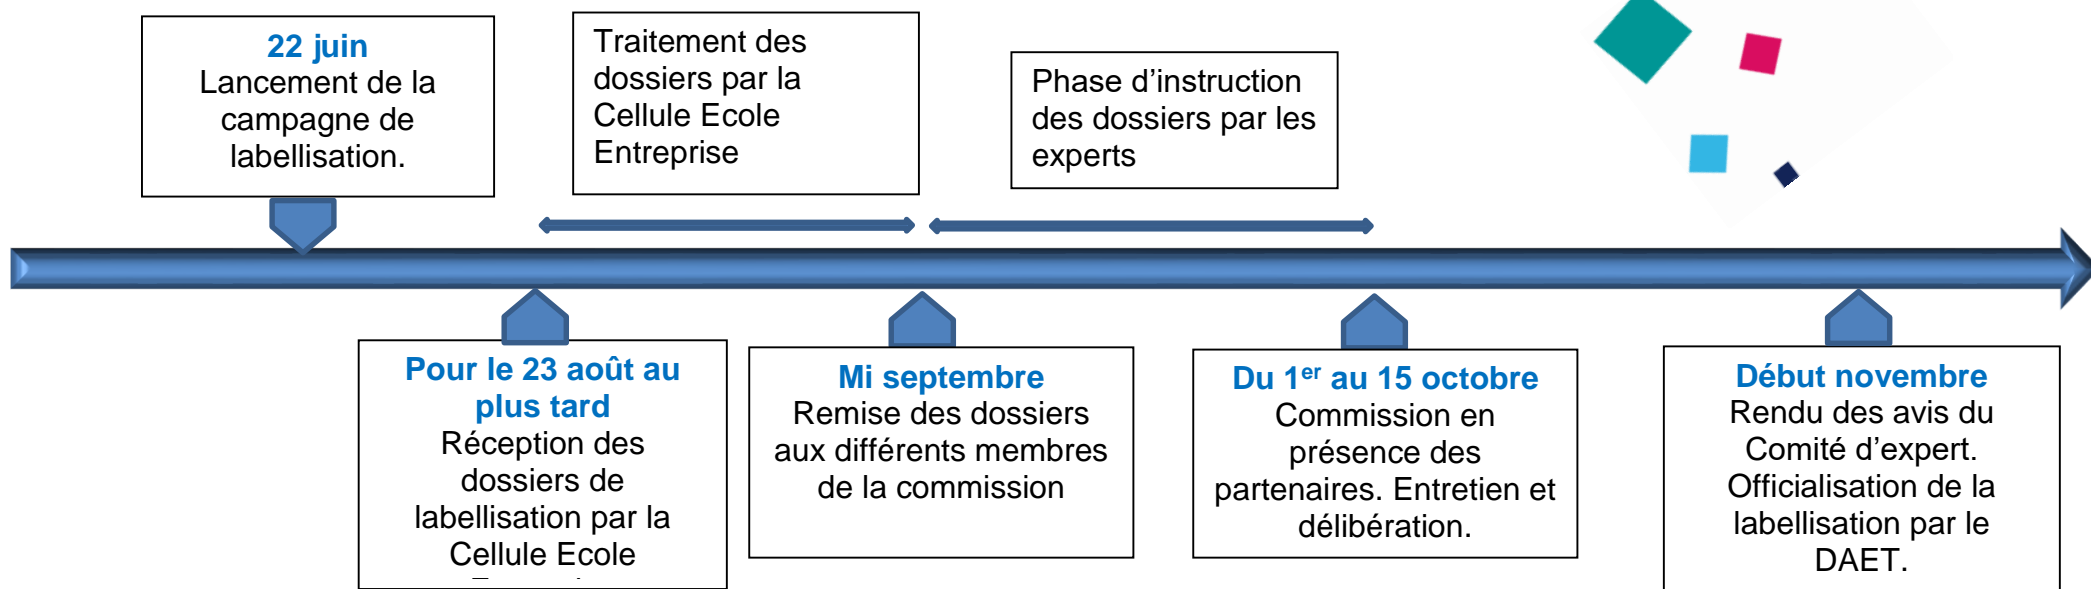 22 juin
Lancement de la
campagne de
labellisation.
Traitement des
dossiers par la
Cellule Ecole
Entreprise
Phase d’instruction
des dossiers par les
experts
Pour le 23 août au
plus tard
Réception des
dossiers de
labellisation par la
Cellule Ecole
Mi septembre
Remise des dossiers
aux différents membres
de la commission
Du 1er au 15 octobre
Commission en
présence des
partenaires. Entretien et
délibération.
Début novembre
Rendu des avis du
Comité d’expert.
Officialisation de la
labellisation par le
DAET.